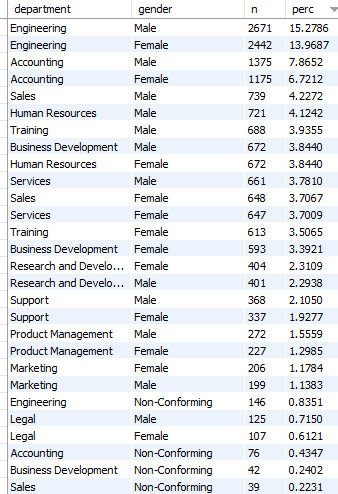 department gender n perc
Engineering Male 2671 15.2786
Engineering Female 2442 13.9687
Accounting Male 1375 7.8652
Accounting Female 1175 6.7212
Sales Male 739 4.2272
Human Resources Male 721 4.1242
Training Male 688 3.9355
Business Development Male 672 3.8440
Human Resources Female 672 3.8440
Services Male 661 3.7810
Sales Female 648 3.7067
Services Female 647 3.7009
Training Female 613 3.5065
Business Development Female 593 3.3921
Research and Develo... Female 404 2.3109
Research and Develo... Male 401 2.2938
Support Male 368 2.1050
Support Female 337 1.9277
Product Management Male 272 1.5559
Product Management Female 227 1.2985
Marketing Female 206 1.1784
Marketing Male 199 1.1383
Engineering Non-Conforming 146 0.8351
Legal Male 125 0.7150
Legal Female 107 0.6121
Accounting Non-Conforming 76 0.4347
Business Development Non-Conforming 42 0.2402
Sales Non-Conforming 39 0.2231